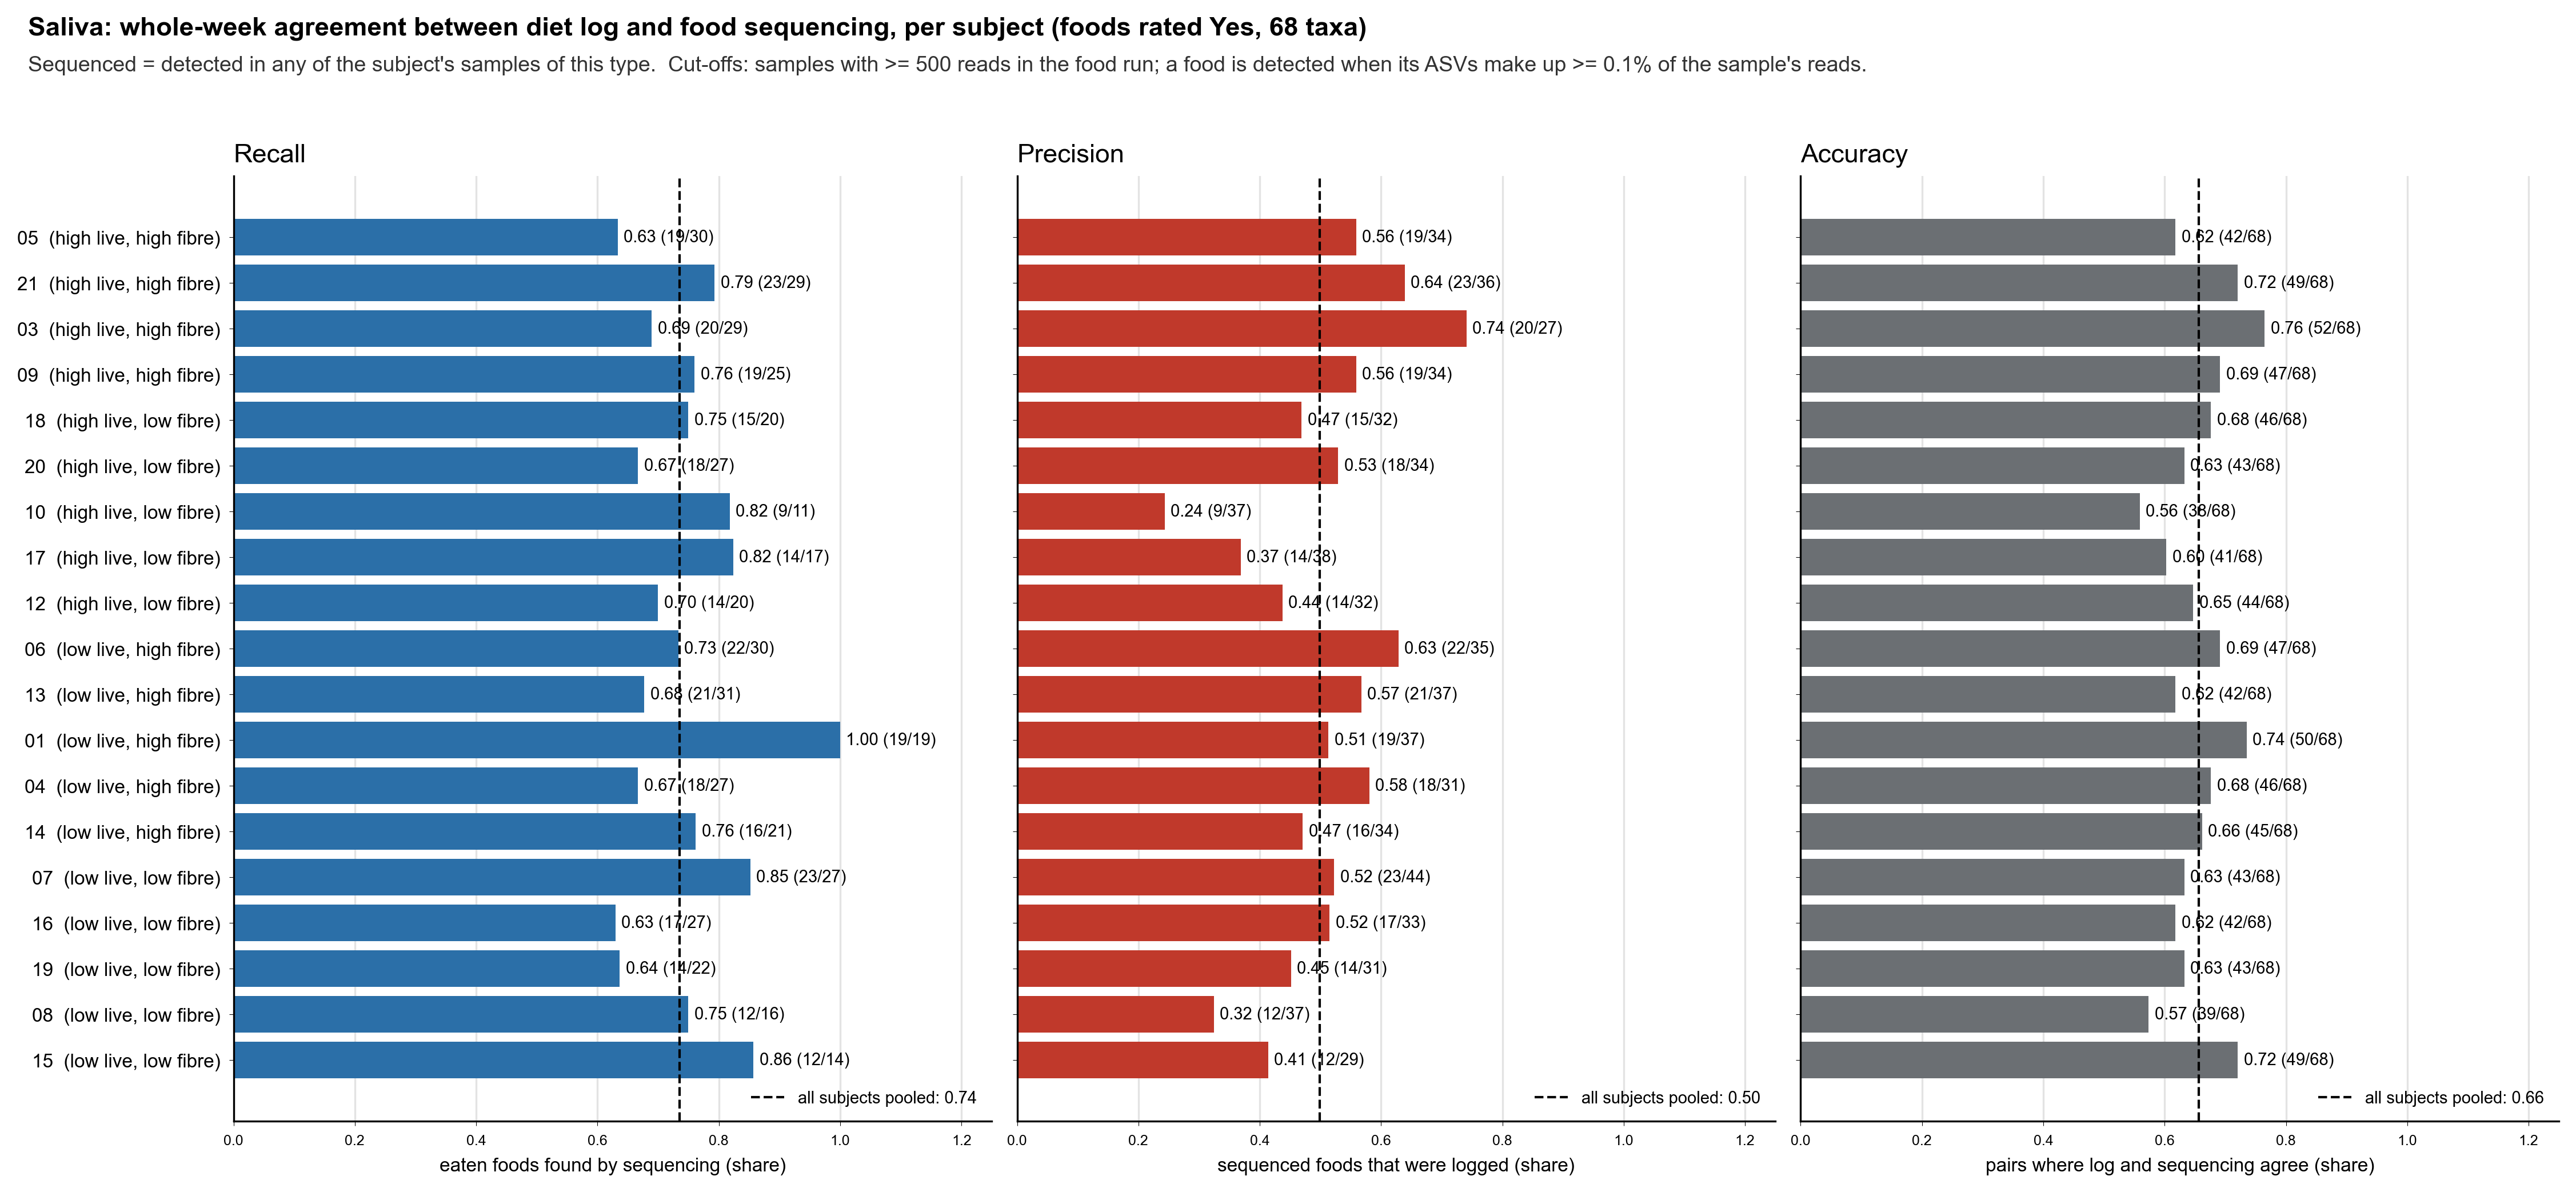 Saliva: whole-week agreement between diet log and food sequencing, per subject (foods rated Yes, 68 taxa)
Sequenced = detected in any of the subject's samples of this type.  Cut-offs: samples with >= 500 reads in the food run; a food is detected when its ASVs make up >= 0.1% of the sample's reads.
Recall
Precision
Accuracy
05 (high live, high fibre) 0.63 (19/30) 0.56 (19/34) 0.62 (42/68)
21 (high live, high fibre) 0.79 (23/29) 0.64 (23/36) 0.72 (49/68)
03 (high live, high fibre) 0.69 (20/29) 0.74 (20/27) 0.76 (52/68)
09 (high live, high fibre) 0.76 (19/25) 0.56 (19/34) 0.69 (47/68)
18 (high live, low fibre) 0.75 (15/20) 0.47 (15/32) 0.68 (46/68)
20 (high live, low fibre) 0.67 (18/27) 0.53 (18/34) 0.63 (43/68)
10 (high live, low fibre) 0.82 (9/11) 0.24 (9/37) 0.56 (38/68)
17 (high live, low fibre) 0.82 (14/17) 0.37 (14/38) 0.60 (41/68)
12 (high live, low fibre) 0.70 (14/20) 0.44 (14/32) 0.65 (44/68)
06 (low live, high fibre) 0.73 (22/30) 0.63 (22/35) 0.69 (47/68)
13 (low live, high fibre) 0.68 (21/31) 0.57 (21/37) 0.62 (42/68)
01 (low live, high fibre) 1.00 (19/19) 0.51 (19/37) 0.74 (50/68)
04 (low live, high fibre) 0.67 (18/27) 0.58 (18/31) 0.68 (46/68)
14 (low live, high fibre) 0.76 (16/21) 0.47 (16/34) 0.66 (45/68)
07 (low live, low fibre) 0.85 (23/27) 0.52 (23/44) 0.63 (43/68)
16 (low live, low fibre) 0.63 (17/27) 0.52 (17/33) 0.62 (42/68)
19 (low live, low fibre) 0.64 (14/22) 0.45 (14/31) 0.63 (43/68)
08 (low live, low fibre) 0.75 (12/16) 0.32 (12/37) 0.57 (39/68)
15 (low live, low fibre) 0.86 (12/14) 0.41 (12/29) 0.72 (49/68)
all subjects pooled: 0.74
all subjects pooled: 0.50
all subjects pooled: 0.66
0.0 0.2 0.4 0.6 0.8 1.0 1.2
0.0 0.2 0.4 0.6 0.8 1.0 1.2
0.0 0.2 0.4 0.6 0.8 1.0 1.2
eaten foods found by sequencing (share)
sequenced foods that were logged (share)
pairs where log and sequencing agree (share)